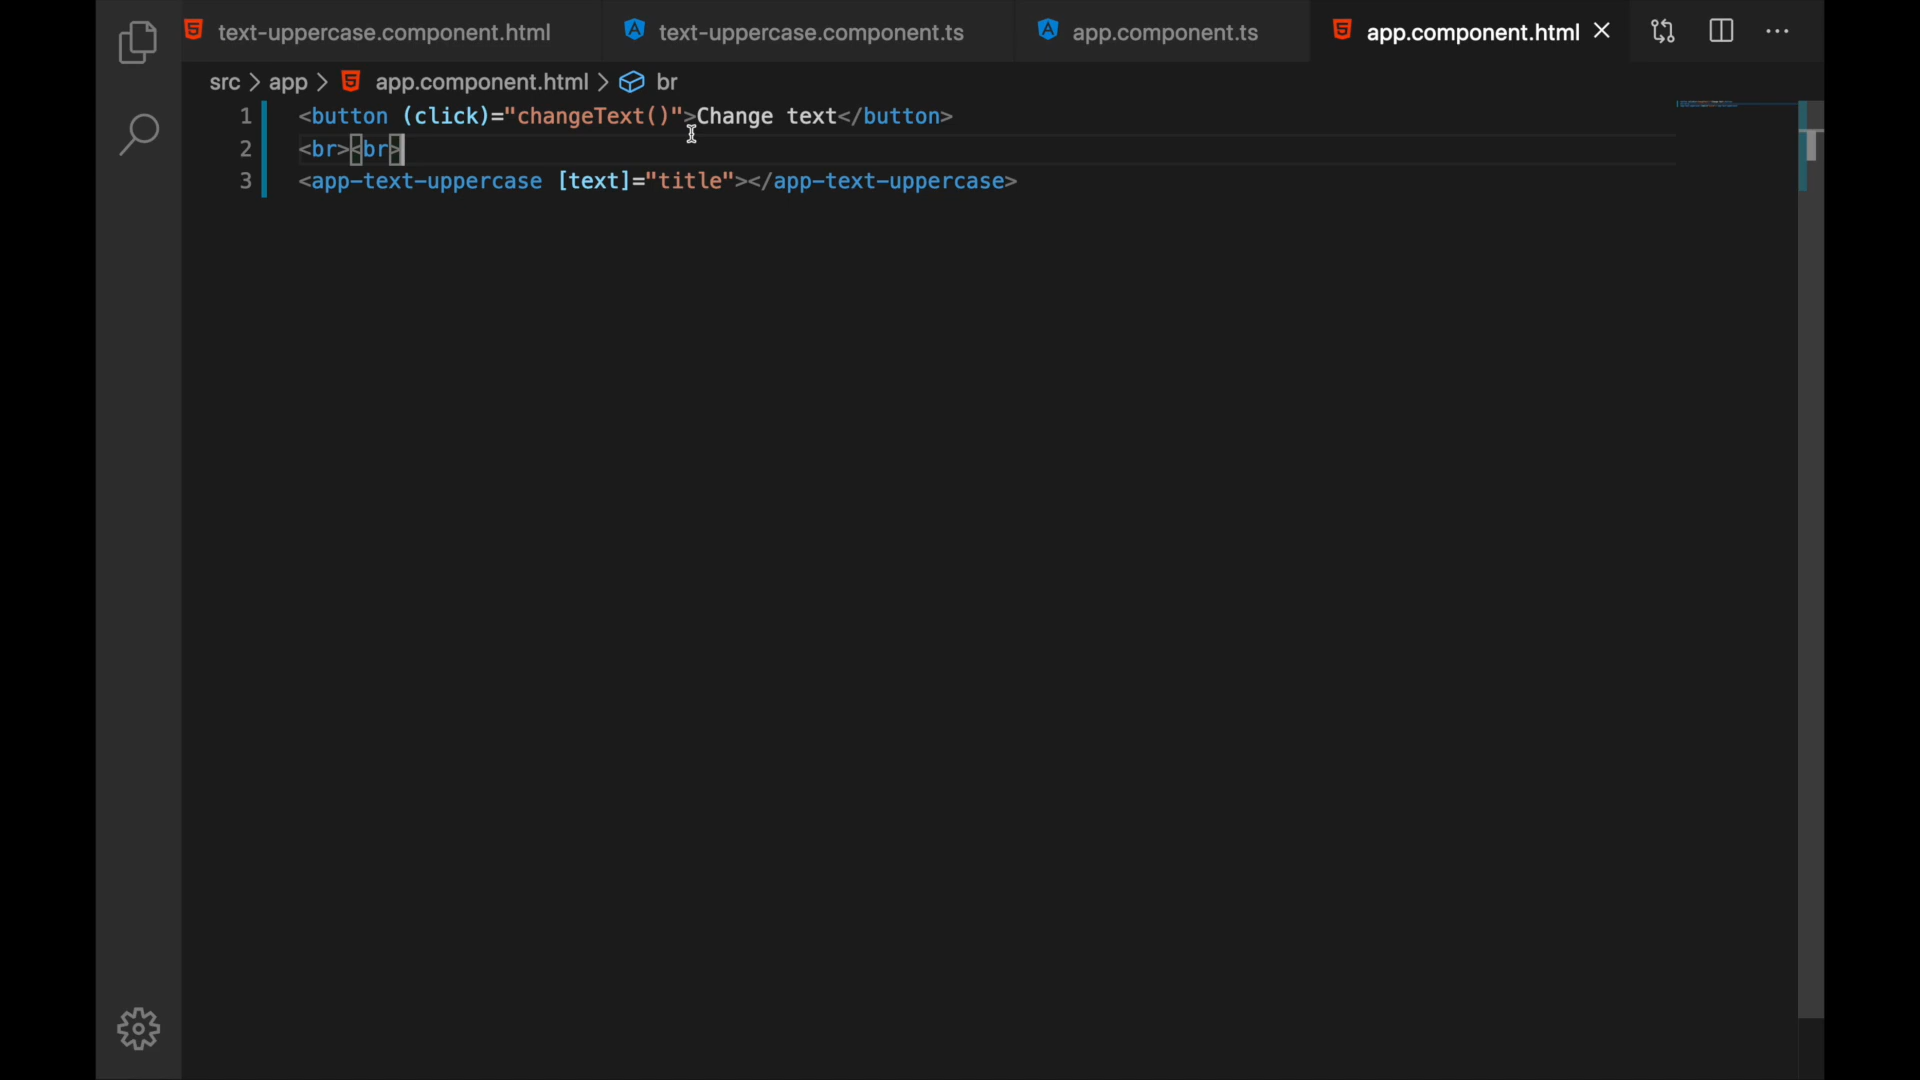 text-uppercase.component.html text-uppercase.component.ts app.component.ts app.component.html
src > app > app.component.html > br
1 <button (click)="changeText()">Change text</button>
2 <br><br>
3 <app-text-uppercase [text]="title"></app-text-uppercase>